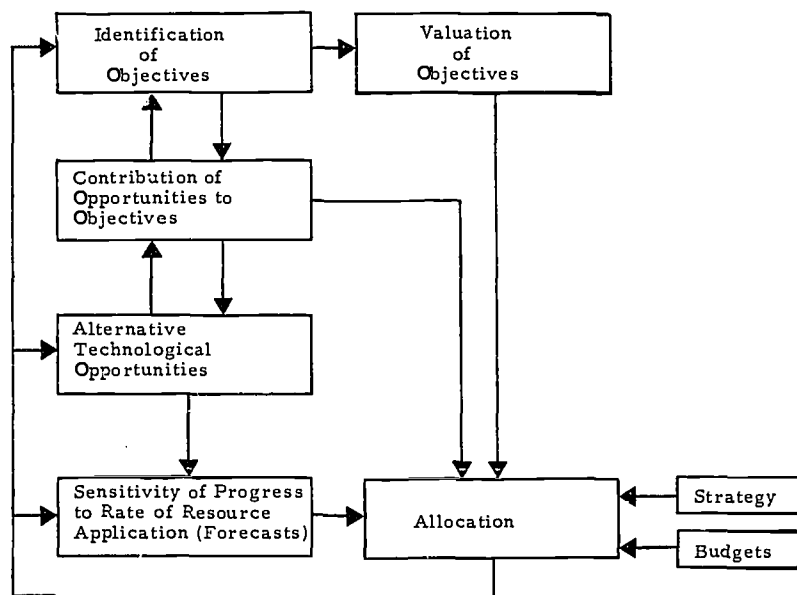 Identification
of
Objectives
Valuation
of
Objectives
Contribution of
Opportunities to
Objectives
Alternative
Technological
Opportunities
Sensitivity of Progress
to Rate of Resource
Application (Forecasts)
Allocation
Strategy
Budgets